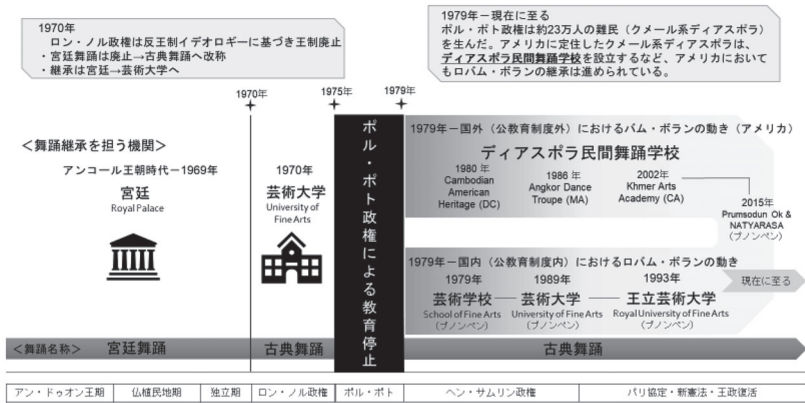 1970年
ロン・ノル政権は反王制イデオロギーに基づき王制廃止
・宮廷舞踊は廃止→古典舞踊へ改称
・継承は宮廷→芸術大学へ
1979年－現在に至る
ポル・ポト政権は約23万人の難民（クメール系ディアスポラ）
を生んだ。アメリカに定住したクメール系ディアスポラは、
ディアスポラ民間舞踊学校を設立するなど、アメリカにおいて
もロバム・ボランの継承は進められている。
1970年
1975年
1979年
＜舞踊継承を担う機関＞
アンコール王朝時代－1969年
宮廷
Royal Palace
1970年
芸術大学
University of
Fine Arts
ポル・ポト政権による教育停止
1979年－国外（公教育制度外）におけるバム・ボランの動き（アメリカ）
ディアスポラ民間舞踊学校
1980 年
Cambodian
American
Heritage (DC)
1986 年
Angkor Dance
Troupe (MA)
2002年
Khmer Arts
Academy (CA)
2015年
Prumsodun Ok &
NATYARASA
（プノンペン）
1979年－国内（公教育制度内）におけるロバム・ボランの動き
1979年
芸術学校
School of Fine Arts
（プノンペン）
1989年
芸術大学
University of Fine Arts
（プノンペン）
1993年
王立芸術大学
Royal University of Fine Arts
（プノンペン）
現在に至る
＜舞踊名称＞
宮廷舞踊
古典舞踊
古典舞踊
アン・ドゥオン王期
仏植民地期
独立期
ロン・ノル政権
ポル・ポト
ヘン・サムリン政権
パリ協定・新憲法・王政復活